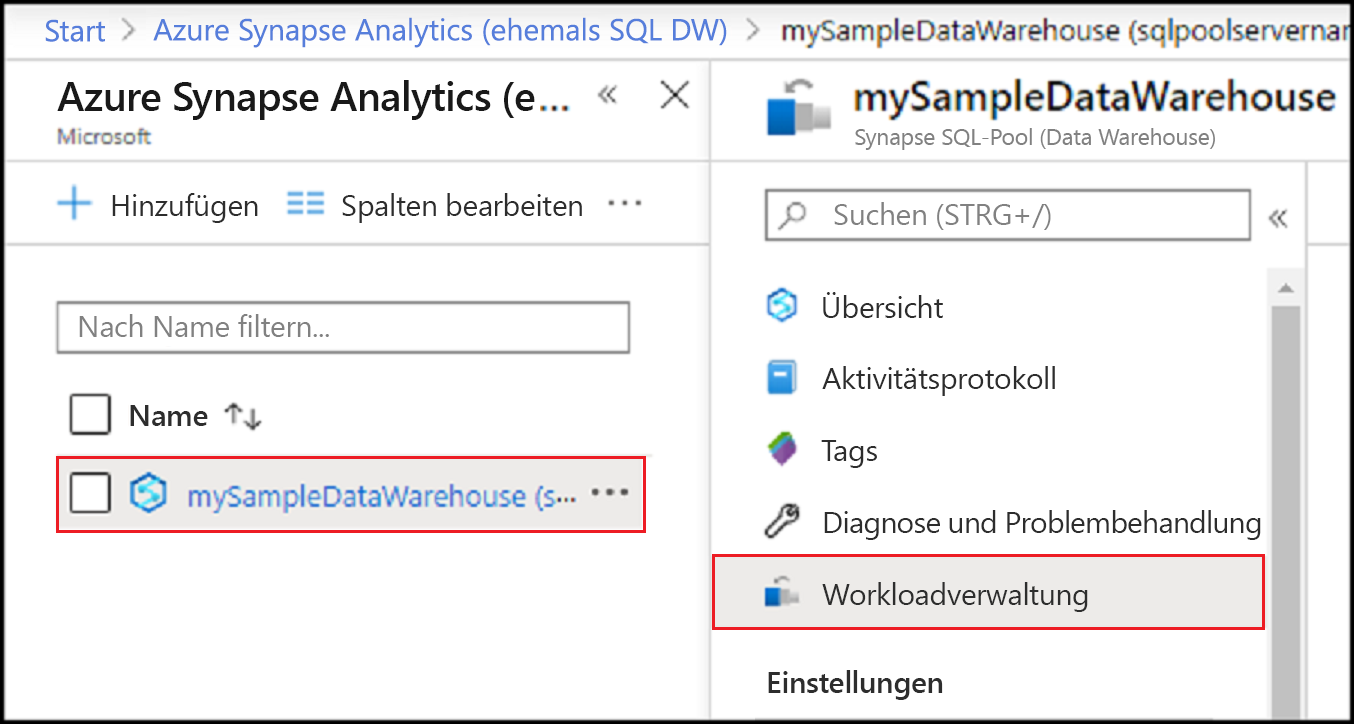 Start > Azure Synapse Analytics (ehemals SQL DW) > mySampleDataWarehouse (sqlpoolservernar
Azure Synapse Analytics (e...
Microsoft
Hinzufügen Spalten bearbeiten ...
Nach Name filtern...
Name
mySampleDataWarehouse (s... ...
mySampleDataWarehouse
Synapse SQL-Pool (Data Warehouse)
Suchen (STRG+/)
Übersicht
Aktivitätsprotokoll
Tags
Diagnose und Problembehandlung
Workloadverwaltung
Einstellungen